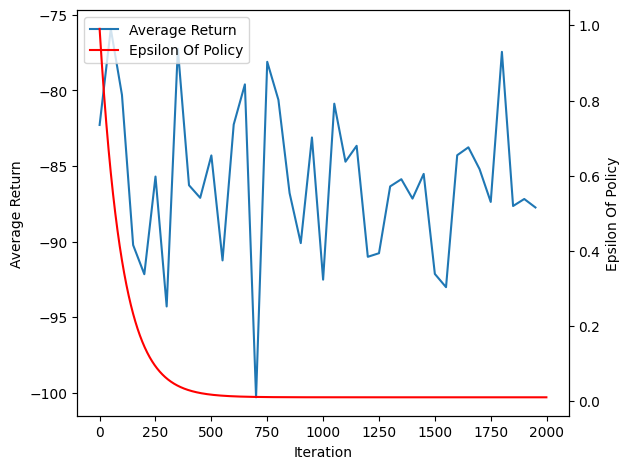 Average Return
Epsilon Of Policy
−75
−80
−85
−90
−95
−100
Average Return
1.0
0.8
0.6
0.4
0.2
0.0
Epsilon Of Policy
0 250 500 750 1000 1250 1500 1750 2000
Iteration